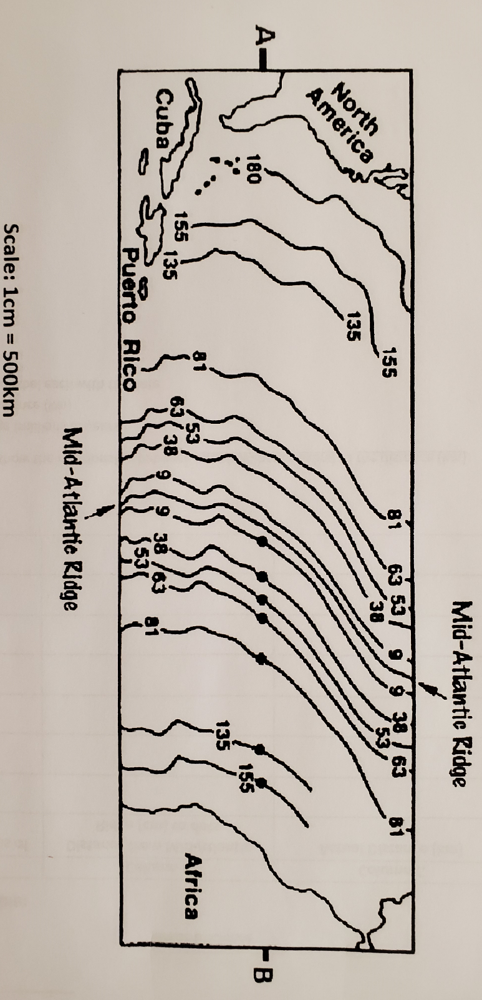 Mid-Atlantic Ridge
81
63
53
9
9
38
63
81
155
38
53
North
America
135
A
180
B
155
135
81
53
Africa
155
63
135
38
Cuba
9
9
38
63
81
53
Puerto Rico
Mid-Atlantic Ridge
Scale: 1cm = 500km